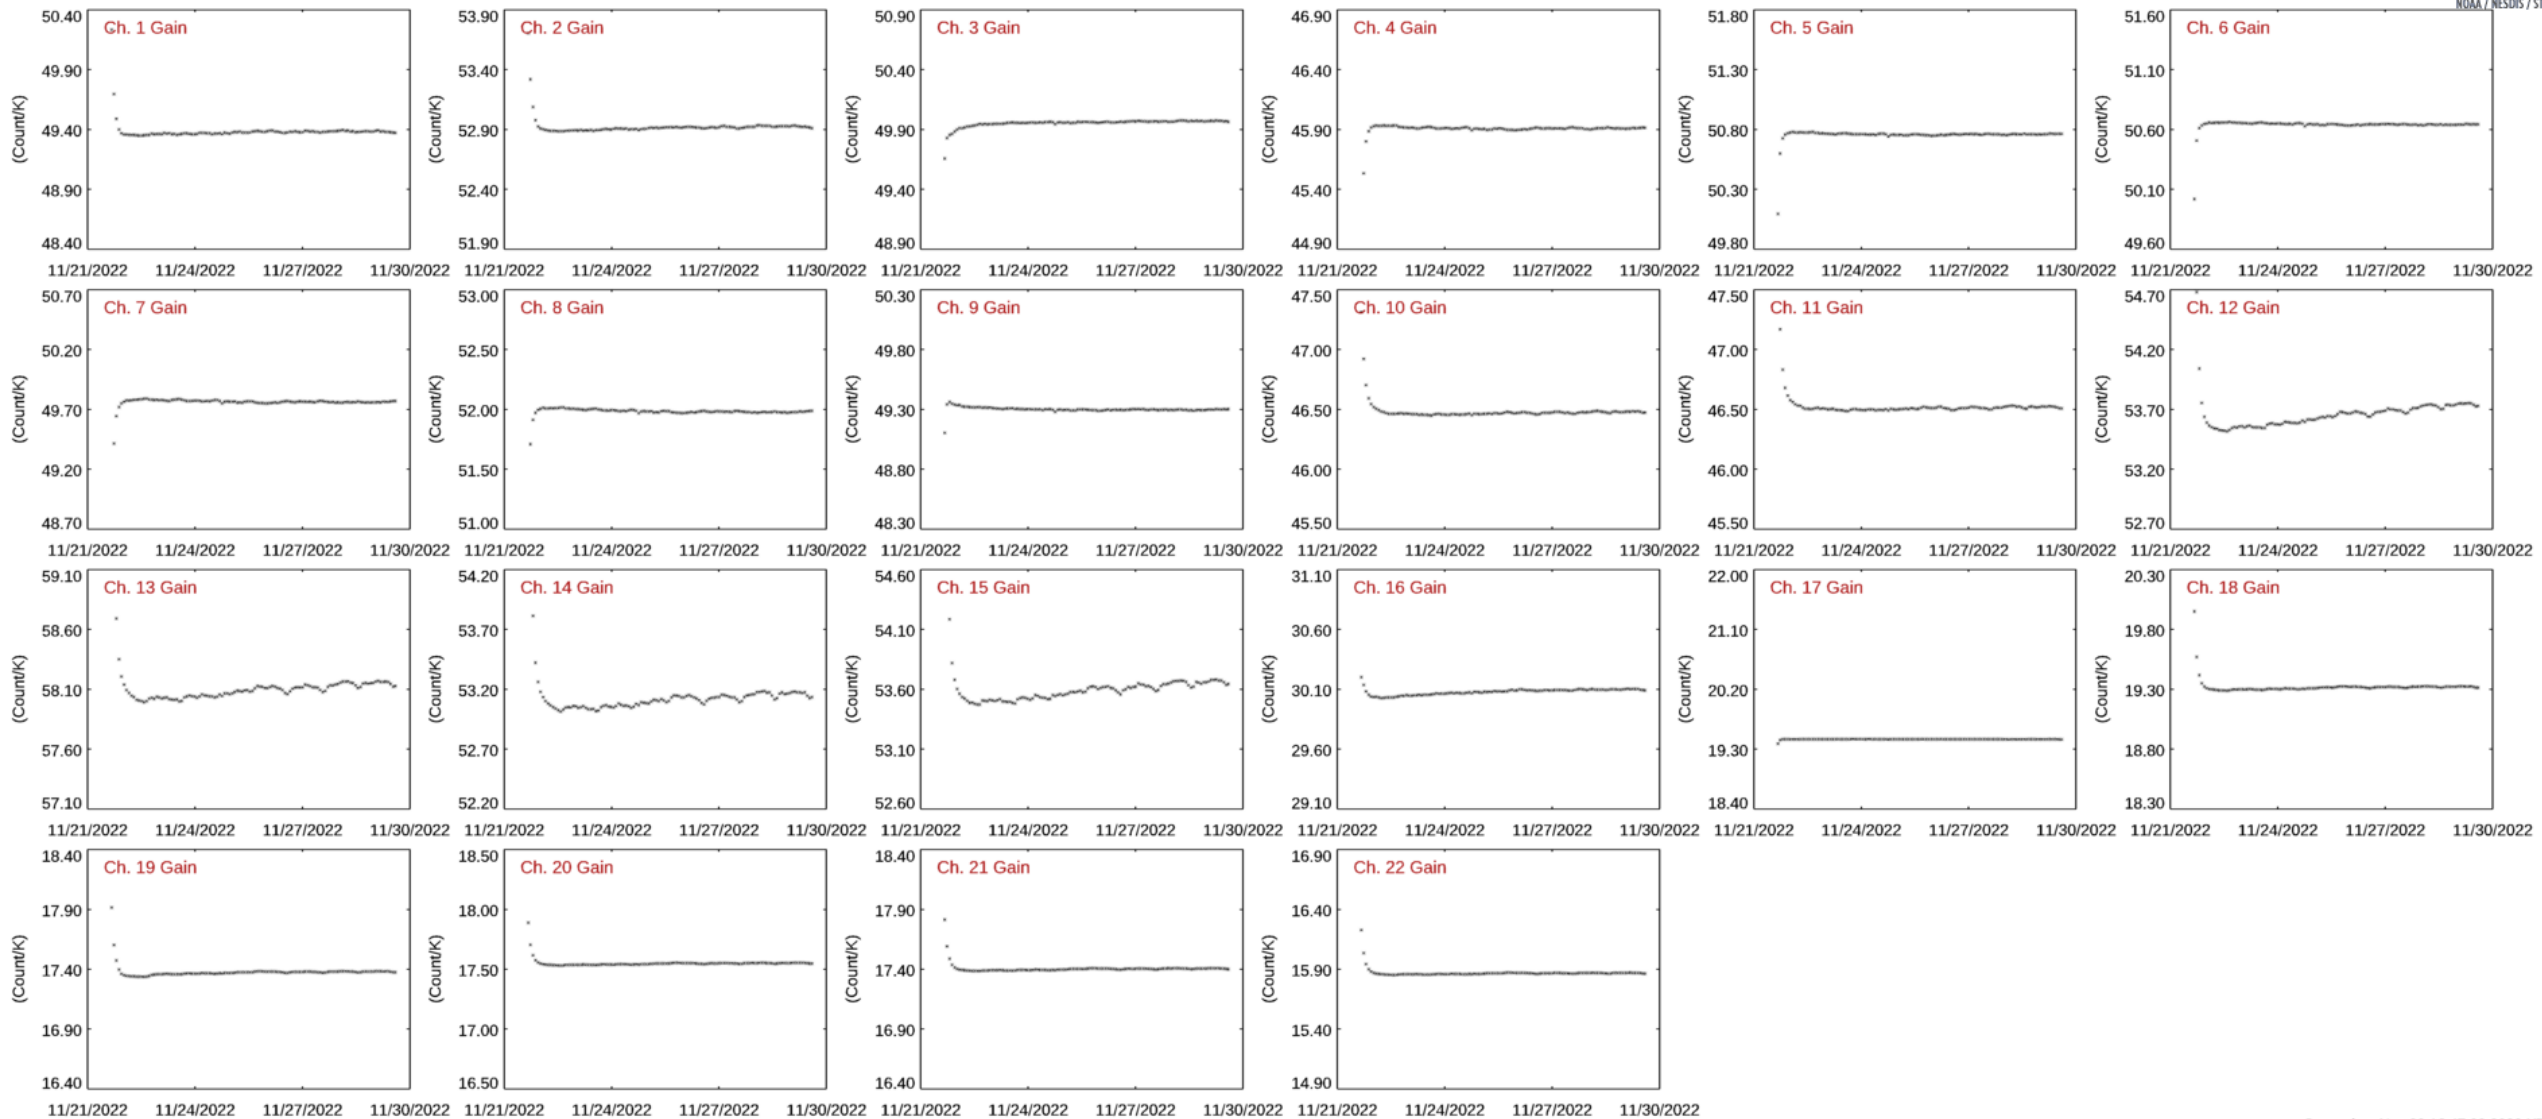 NOAA / NESDIS /
50.40
Ch. 1 Gain
49.90
49.40
48.90
48.40
(Count/K)
11/21/2022 11/24/2022 11/27/2022 11/30/2022
53.90
Ch. 2 Gain
53.40
52.90
52.40
51.90
(Count/K)
11/21/2022 11/24/2022 11/27/2022 11/30/2022
50.90
Ch. 3 Gain
50.40
49.90
49.40
48.90
(Count/K)
11/21/2022 11/24/2022 11/27/2022 11/30/2022
46.90
Ch. 4 Gain
46.40
45.90
45.40
44.90
(Count/K)
11/21/2022 11/24/2022 11/27/2022 11/30/2022
51.80
Ch. 5 Gain
51.30
50.80
50.30
49.80
(Count/K)
11/21/2022 11/24/2022 11/27/2022 11/30/2022
51.60
Ch. 6 Gain
51.10
50.60
50.10
49.60
(Count/K)
11/21/2022 11/24/2022 11/27/2022 11/30/2022
50.70
Ch. 7 Gain
50.20
49.70
49.20
48.70
(Count/K)
11/21/2022 11/24/2022 11/27/2022 11/30/2022
53.00
Ch. 8 Gain
52.50
52.00
51.50
51.00
(Count/K)
11/21/2022 11/24/2022 11/27/2022 11/30/2022
50.30
Ch. 9 Gain
49.80
49.30
48.80
48.30
(Count/K)
11/21/2022 11/24/2022 11/27/2022 11/30/2022
47.50
Ch. 10 Gain
47.00
46.50
46.00
45.50
(Count/K)
11/21/2022 11/24/2022 11/27/2022 11/30/2022
47.50
Ch. 11 Gain
47.00
46.50
46.00
45.50
(Count/K)
11/21/2022 11/24/2022 11/27/2022 11/30/2022
54.70
Ch. 12 Gain
54.20
53.70
53.20
52.70
(Count/K)
11/21/2022 11/24/2022 11/27/2022 11/30/2022
59.10
Ch. 13 Gain
58.60
58.10
57.60
57.10
(Count/K)
11/21/2022 11/24/2022 11/27/2022 11/30/2022
54.20
Ch. 14 Gain
53.70
53.20
52.70
52.20
(Count/K)
11/21/2022 11/24/2022 11/27/2022 11/30/2022
54.60
Ch. 15 Gain
54.10
53.60
53.10
52.60
(Count/K)
11/21/2022 11/24/2022 11/27/2022 11/30/2022
31.10
Ch. 16 Gain
30.60
30.10
29.60
29.10
(Count/K)
11/21/2022 11/24/2022 11/27/2022 11/30/2022
22.00
Ch. 17 Gain
21.10
20.20
19.30
18.40
(Count/K)
11/21/2022 11/24/2022 11/27/2022 11/30/2022
20.30
Ch. 18 Gain
19.80
19.30
18.80
18.30
(Count/K)
11/21/2022 11/24/2022 11/27/2022 11/30/2022
18.40
Ch. 19 Gain
17.90
17.40
16.90
16.40
(Count/K)
11/21/2022 11/24/2022 11/27/2022 11/30/2022
18.50
Ch. 20 Gain
18.00
17.50
17.00
16.50
(Count/K)
11/21/2022 11/24/2022 11/27/2022 11/30/2022
18.40
Ch. 21 Gain
17.90
17.40
16.90
16.40
(Count/K)
11/21/2022 11/24/2022 11/27/2022 11/30/2022
16.90
Ch. 22 Gain
16.40
15.90
15.40
14.90
(Count/K)
11/21/2022 11/24/2022 11/27/2022 11/30/2022